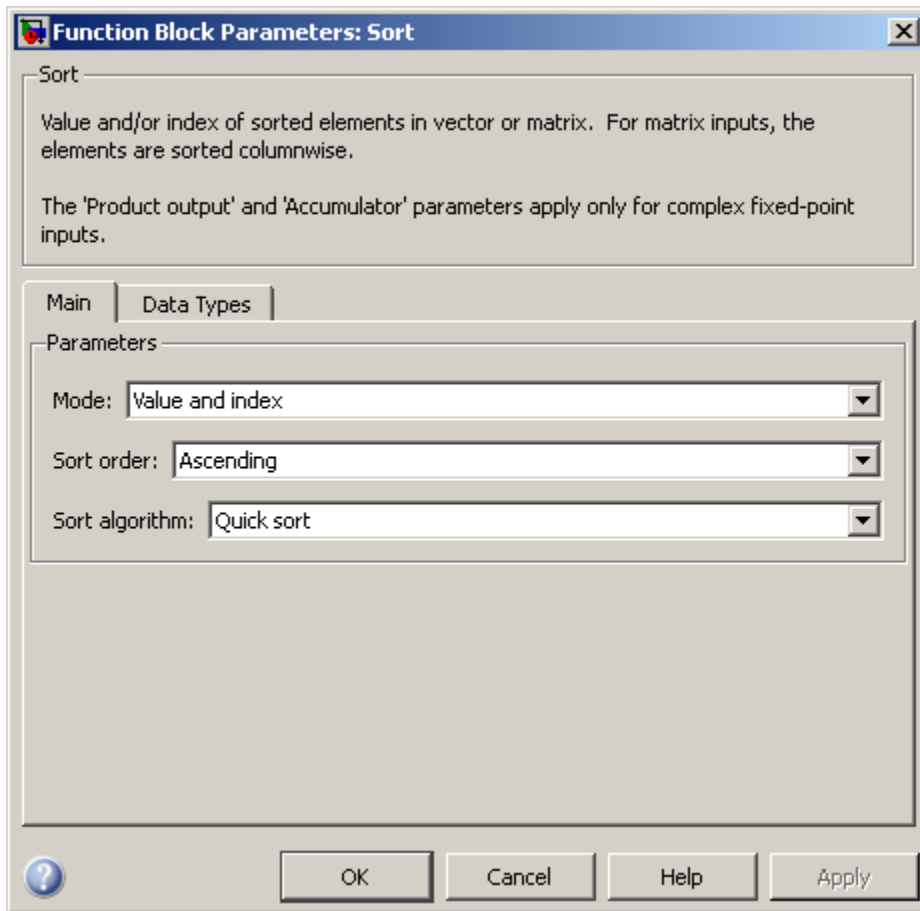 Function Block Parameters: Sort
Sort
Value and/or index of sorted elements in vector or matrix.  For matrix inputs, the
elements are sorted columnwise.
The 'Product output' and 'Accumulator' parameters apply only for complex fixed-point
inputs.
Main Data Types
Parameters
Mode: Value and index
Sort order: Ascending
Sort algorithm: Quick sort
? OK Cancel Help Apply